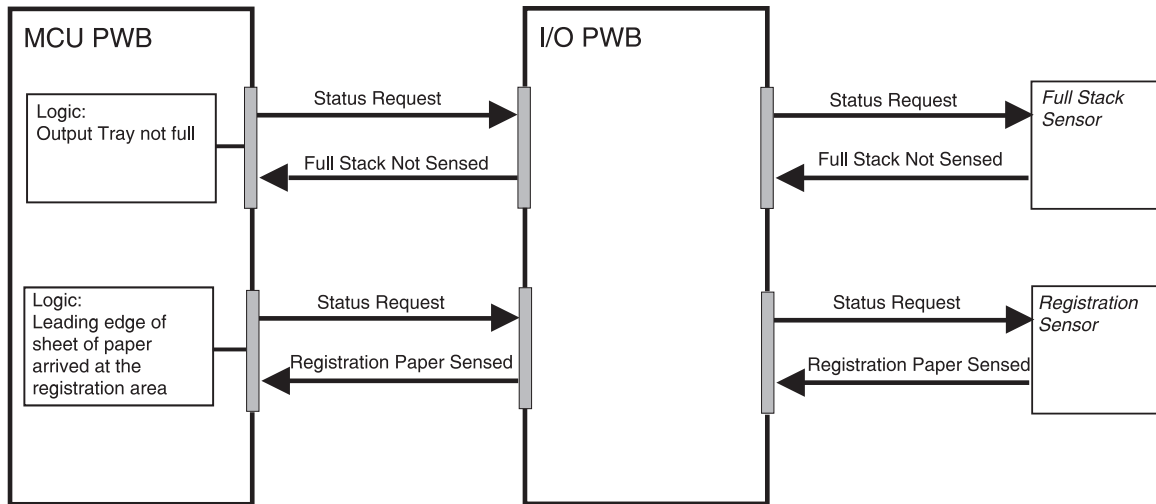 MCU PWB
I/O PWB
Logic:
Output Tray not full
Status Request
Full Stack Not Sensed
Status Request
Full Stack Not Sensed
Full Stack
Sensor
Logic:
Leading edge of
sheet of paper
arrived at the
registration area
Status Request
Registration Paper Sensed
Status Request
Registration Paper Sensed
Registration
Sensor